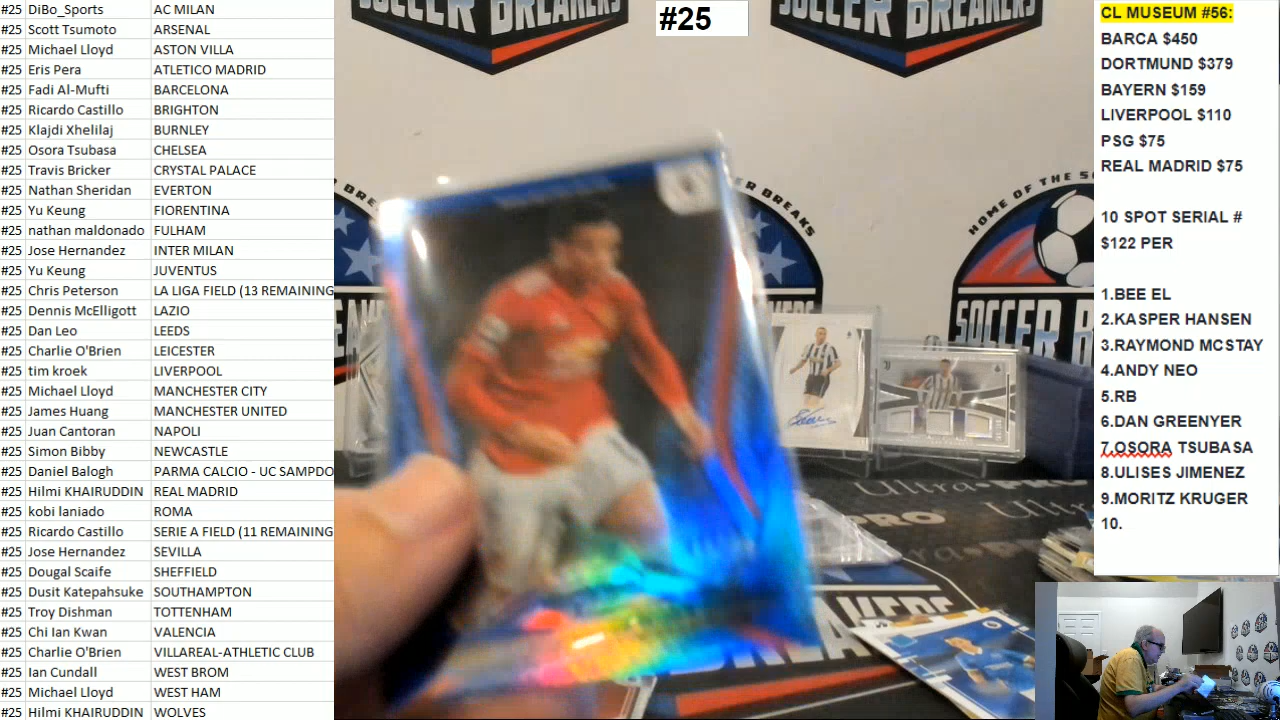 #25 DiBo_Sports AC MILAN
#25 Scott Tsumoto ARSENAL
#25 Michael Lloyd ASTON VILLA
#25 Eris Pera ATLETICO MADRID
#25 Fadi Al-Mufti BARCELONA
#25 Ricardo Castillo BRIGHTON
#25 Klajdi Xhelilaj BURNLEY
#25 Osora Tsubasa CHELSEA
#25 Travis Bricker CRYSTAL PALACE
#25 Nathan Sheridan EVERTON
#25 Yu Keung FIORENTINA
#25 nathan maldonado FULHAM
#25 Jose Hernandez INTER MILAN
#25 Yu Keung JUVENTUS
#25 Chris Peterson LA LIGA FIELD (13 REMAINING
#25 Dennis McElligott LAZIO
#25 Dan Leo LEEDS
#25 Charlie O'Brien LEICESTER
#25 tim kroek LIVERPOOL
#25 Michael Lloyd MANCHESTER CITY
#25 James Huang MANCHESTER UNITED
#25 Juan Cantoran NAPOLI
#25 Simon Bibby NEWCASTLE
#25 Daniel Balogh PARMA CALCIO - UC SAMPDO
#25 Hilmi KHAIRUDDIN REAL MADRID
#25 kobi laniado ROMA
#25 Ricardo Castillo SERIE A FIELD (11 REMAINING
#25 Jose Hernandez SEVILLA
#25 Dougal Scaife SHEFFIELD
#25 Dusit Katepahsuke SOUTHAMPTON
#25 Troy Dishman TOTTENHAM
#25 Chi Ian Kwan VALENCIA
#25 Charlie O'Brien VILLAREAL-ATHLETIC CLUB
#25 Ian Cundall WEST BROM
#25 Michael Lloyd WEST HAM
#25 Hilmi KHAIRUDDIN WOLVES
#25
SOCCER BREAKERS
SOCCER BREAKERS
BREAKS
HOME OF THE
SOCCER
Ultra PRO
BREAKERS
CL MUSEUM #56:
BARCA $450
DORTMUND $379
BAYERN $159
LIVERPOOL $110
PSG $75
REAL MADRID $75
10 SPOT SERIAL #
$122 PER
1.BEE EL
2.KASPER HANSEN
3.RAYMOND MCSTAY
4.ANDY NEO
5.RB
6.DAN GREENYER
7.OSORA TSUBASA
8.ULISES JIMENEZ
9.MORITZ KRUGER
10.